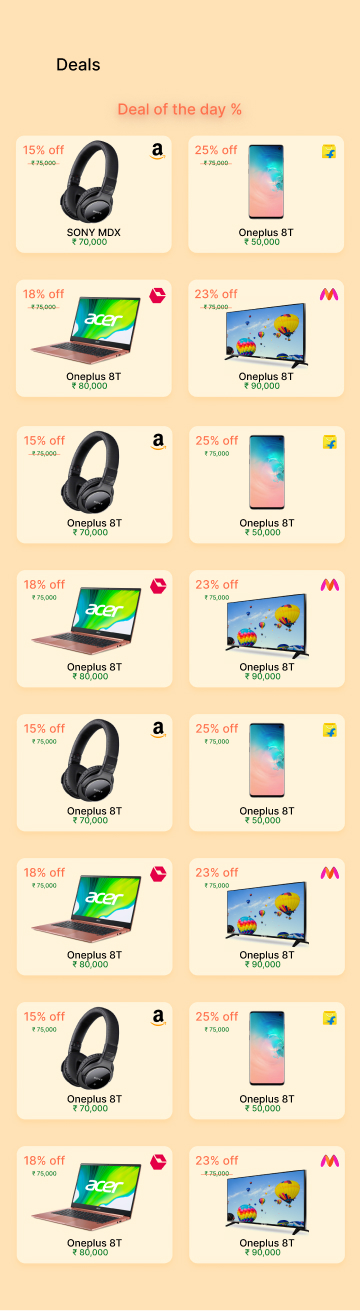 Deals
Deal of the day %
15% off
₹ 75,000
SONY MDX
₹ 70,000
25% off
₹ 75,000
Oneplus 8T
₹ 50,000
18% off
₹ 75,000
acer
Oneplus 8T
₹ 80,000
23% off
₹ 75,000
Oneplus 8T
₹ 90,000
15% off
₹ 75,000
Oneplus 8T
₹ 70,000
25% off
₹ 75,000
Oneplus 8T
₹ 50,000
18% off
₹ 75,000
acer
Oneplus 8T
₹ 80,000
23% off
₹ 75,000
Oneplus 8T
₹ 90,000
15% off
₹ 75,000
Oneplus 8T
₹ 70,000
25% off
₹ 75,000
Oneplus 8T
₹ 50,000
18% off
₹ 75,000
acer
Oneplus 8T
₹ 80,000
23% off
₹ 75,000
Oneplus 8T
₹ 90,000
15% off
₹ 75,000
Oneplus 8T
₹ 70,000
25% off
₹ 75,000
Oneplus 8T
₹ 50,000
18% off
₹ 75,000
acer
Oneplus 8T
₹ 80,000
23% off
₹ 75,000
Oneplus 8T
₹ 90,000